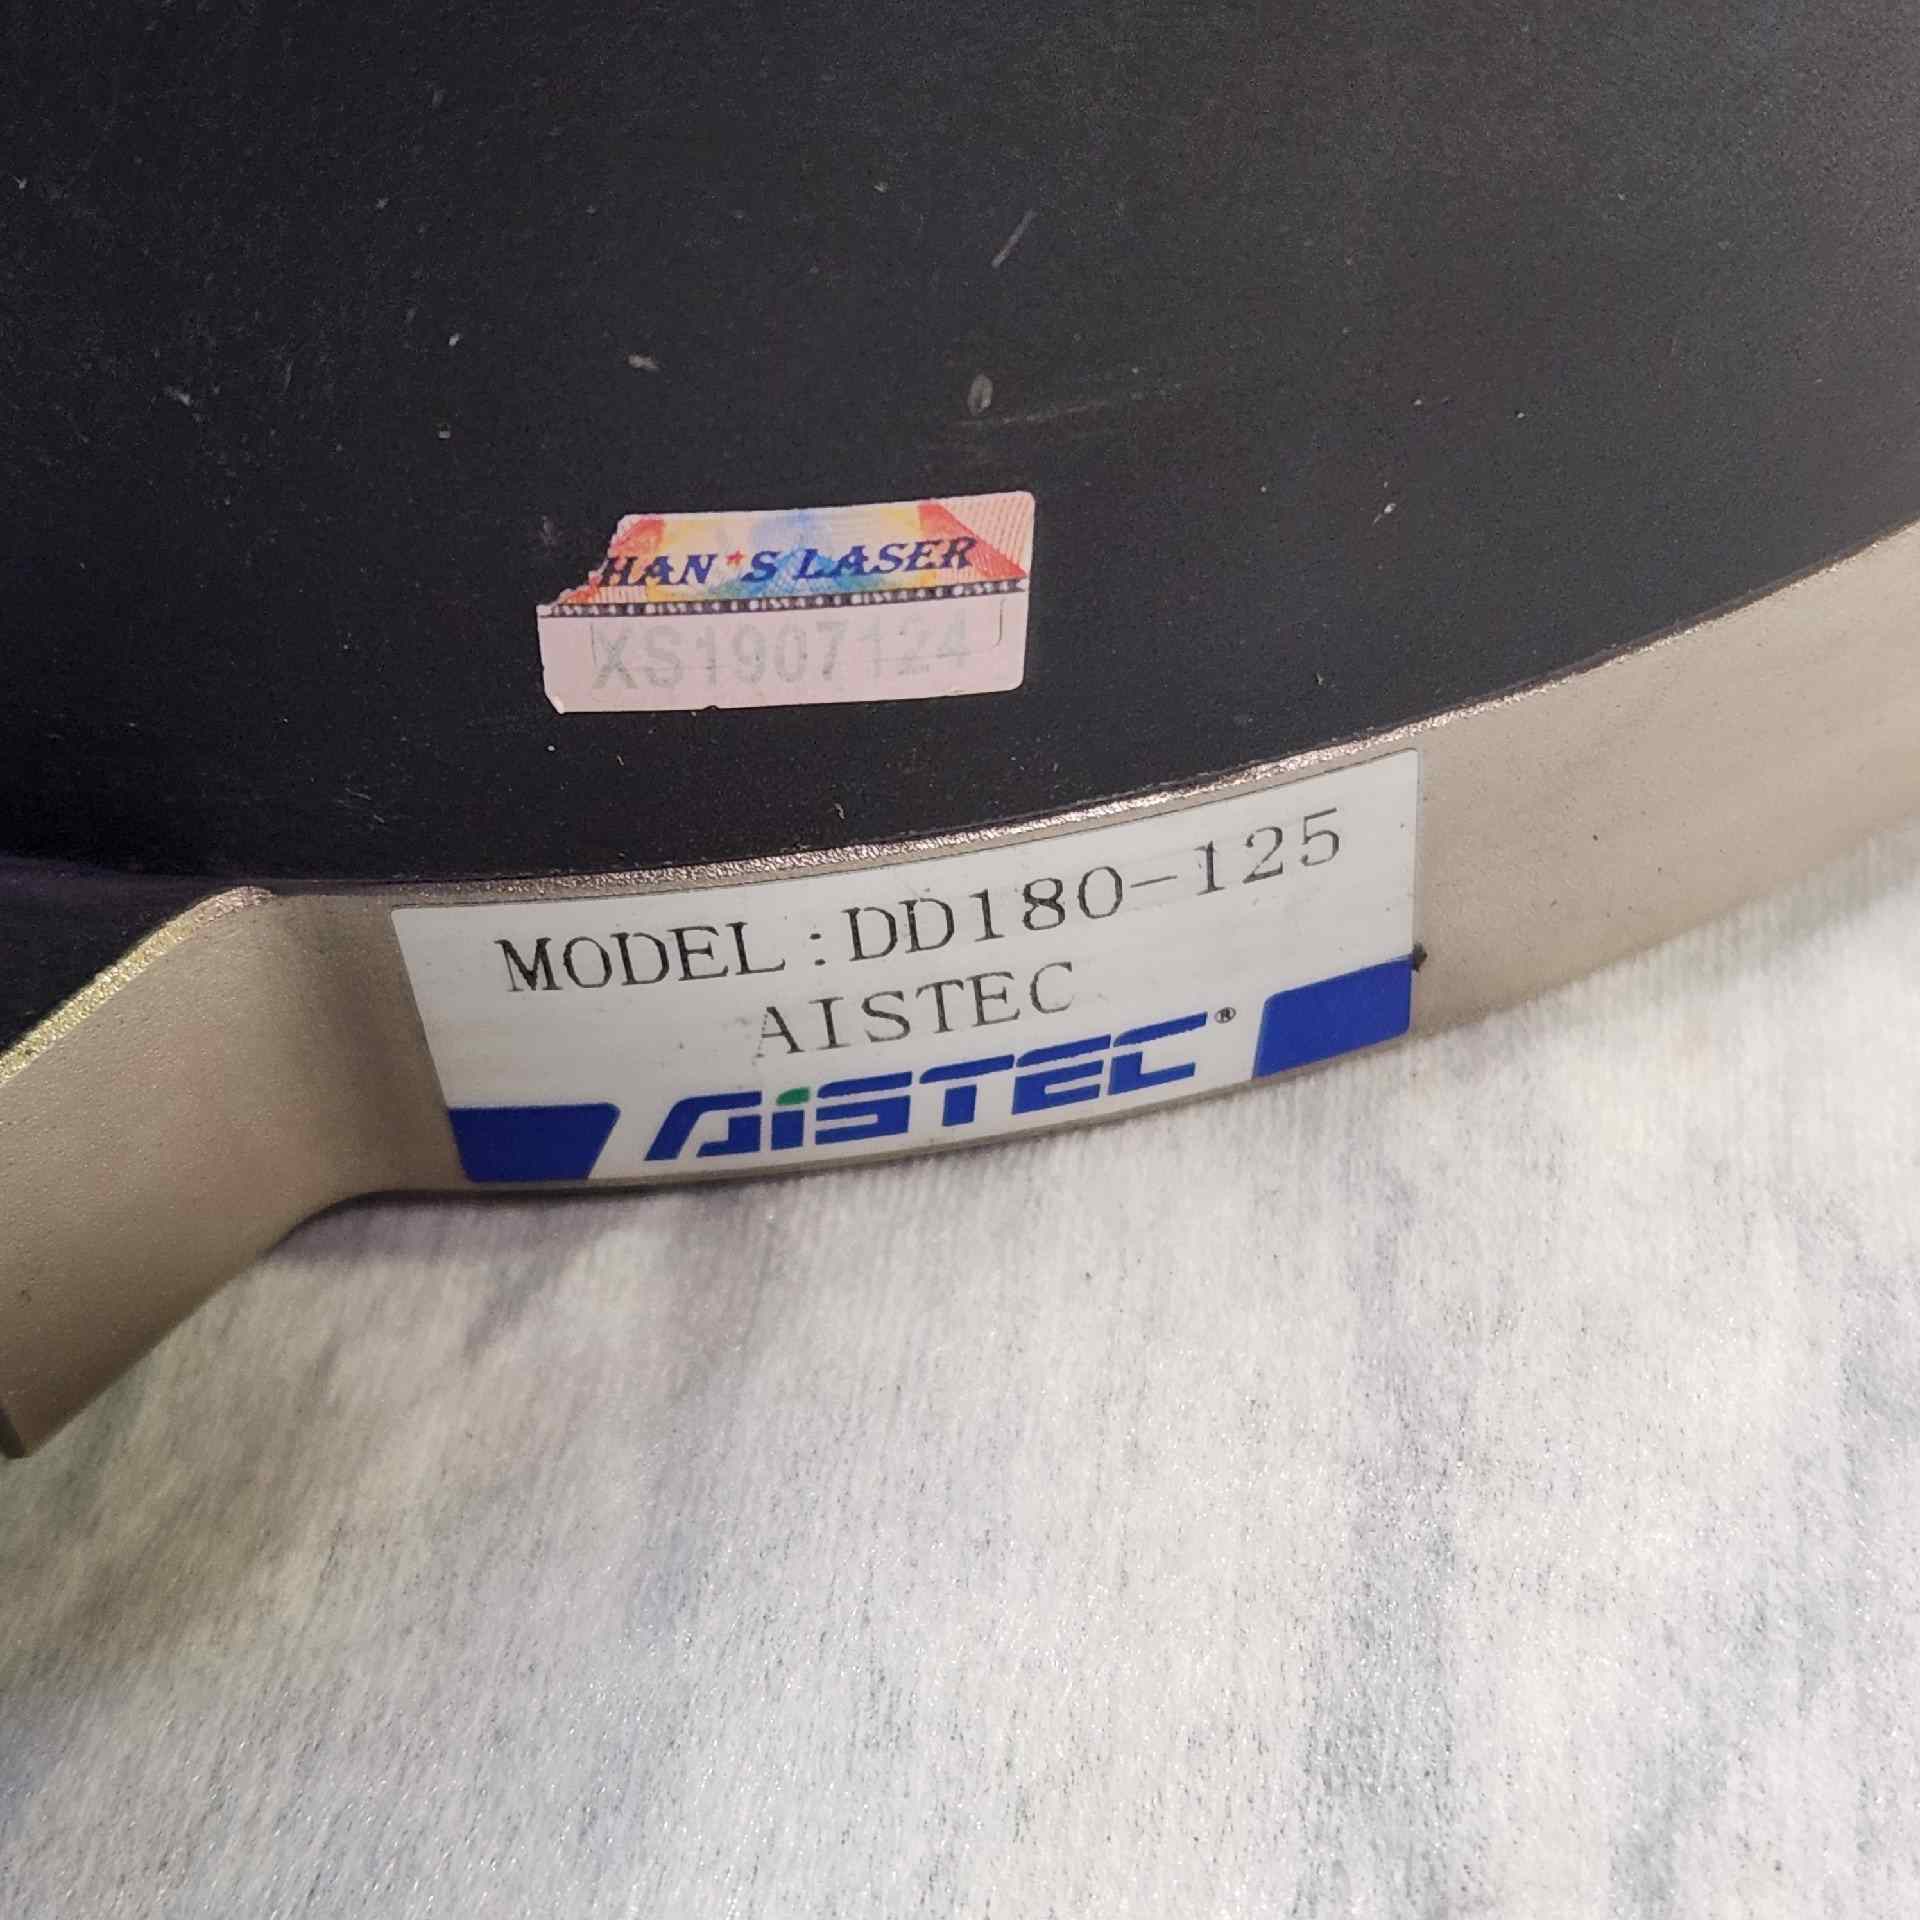 HAN*S LASER
XS1907124
MODEL:DD180-125
AISTEC
AISTEC®